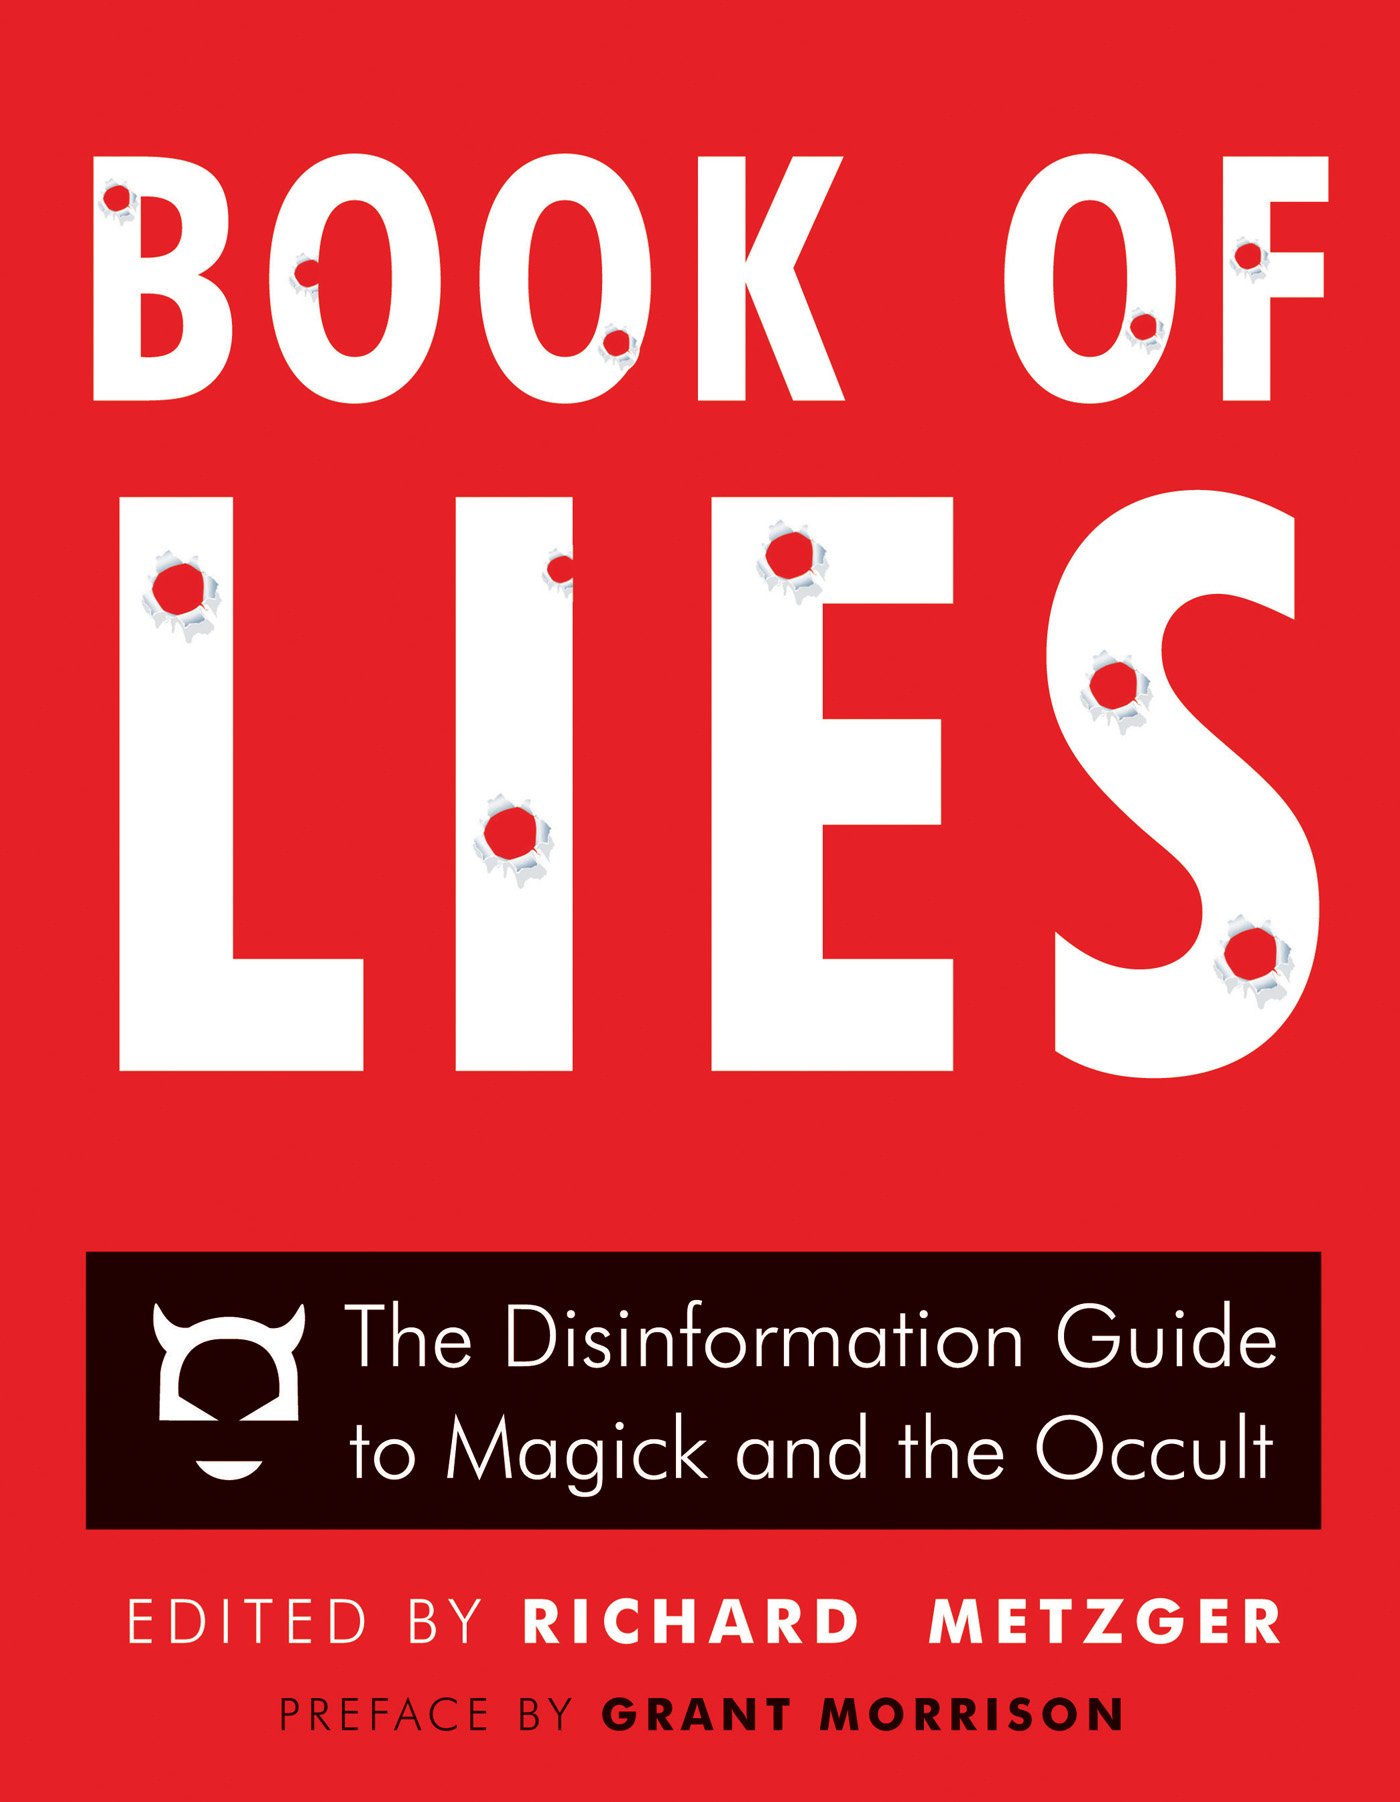 BOOK OF
LIES
The Disinformation Guide
to Magick and the Occult
EDITED BY RICHARD METZGER
PREFACE BY GRANT MORRISON